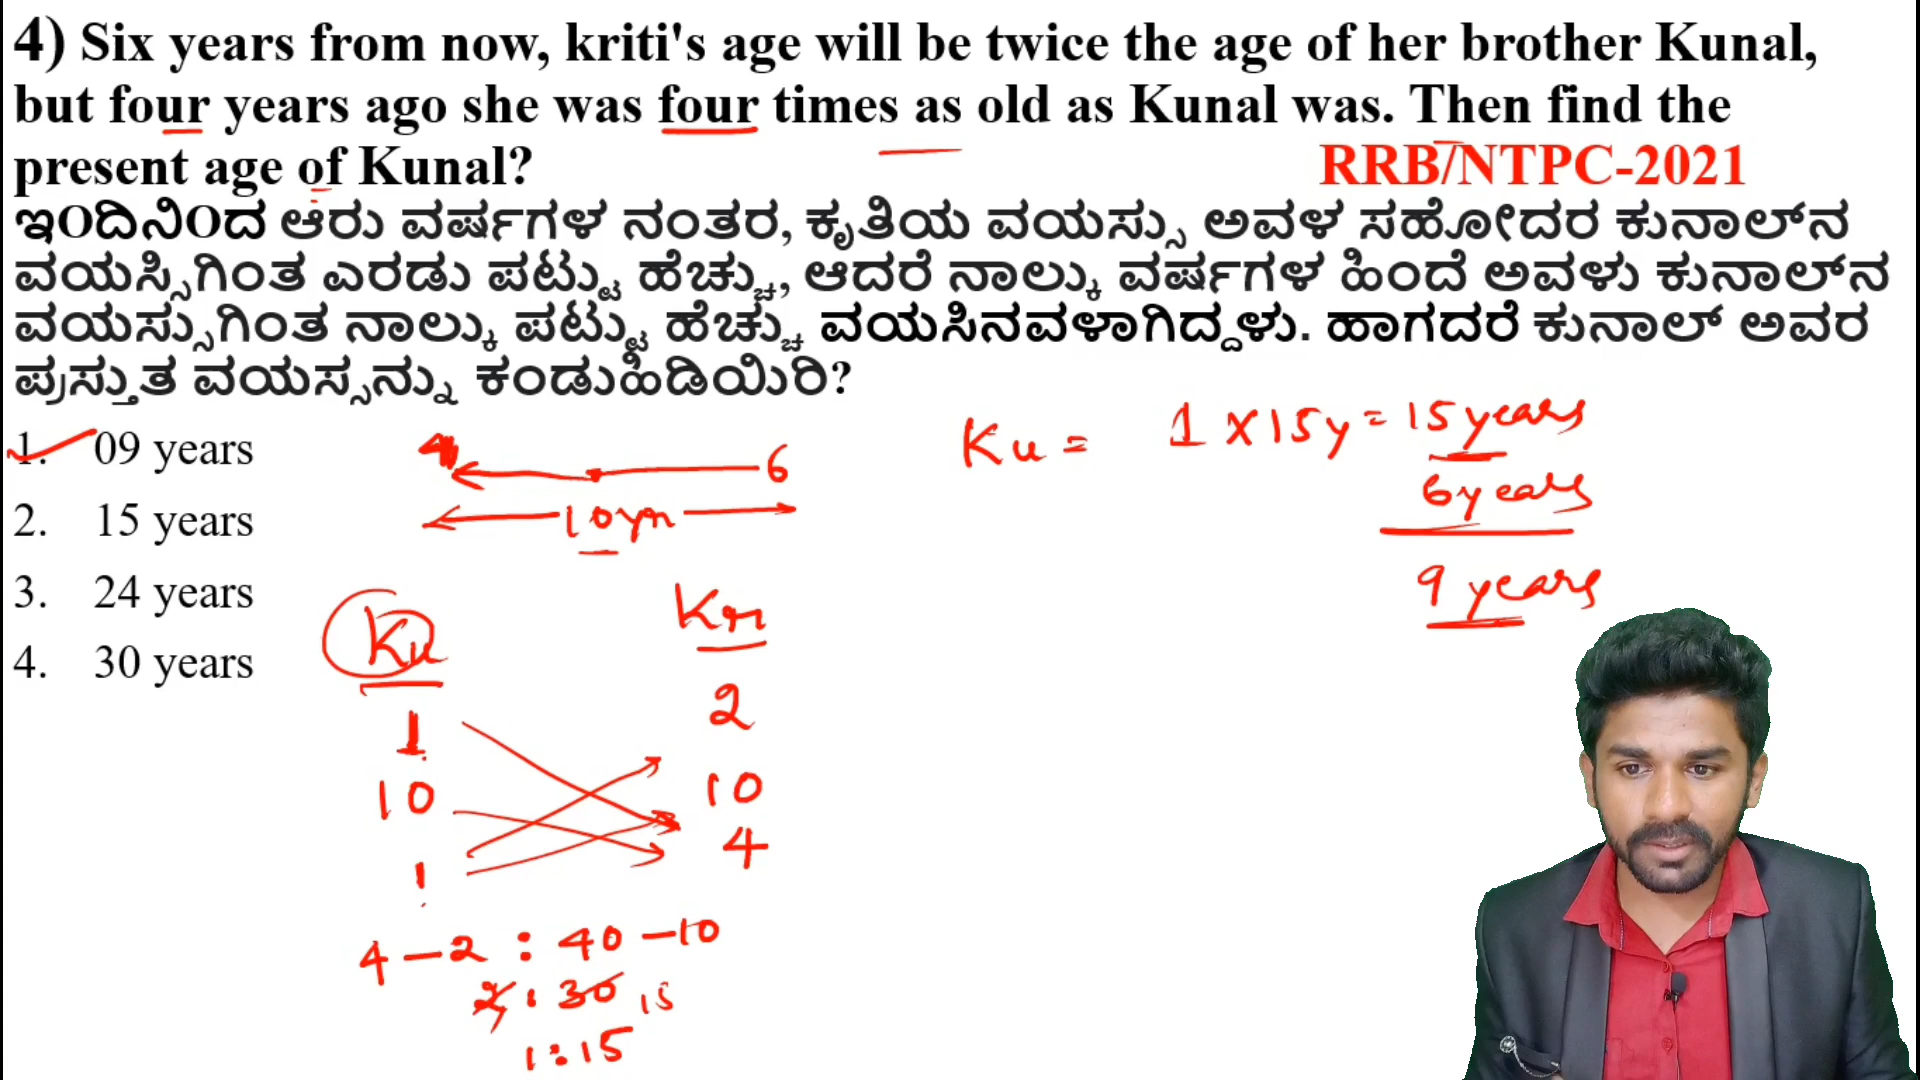 4) Six years from now, kriti's age will be twice the age of her brother Kunal,
but four years ago she was four times as old as Kunal was. Then find the
present age of Kunal?
RRB/NTPC-2021
ಇOದಿನಿOದ ಆರು ವರ್ಷಗಳ ನಂತರ, ಕೃತಿಯ ವಯಸ್ಸು ಅವಳ ಸಹೋದರ ಕುನಾಲ್‌ನ
ವಯಸ್ಸಿಗಿಂತ ಎರಡು ಪಟ್ಟು ಹೆಚ್ಚು, ಆದರೆ ನಾಲ್ಕು ವರ್ಷಗಳ ಹಿಂದೆ ಅವಳು ಕುನಾಲ್‌ನ
ವಯಸ್ಸುಗಿಂತ ನಾಲ್ಕು ಪಟ್ಟು ಹೆಚ್ಚು ವಯಸಿನವಳಾಗಿದ್ದಳು. ಹಾಗದರೆ ಕುನಾಲ್ ಅವರ
ಪ್ರಸ್ತುತ ವಯಸ್ಸನ್ನು ಕಂಡುಹಿಡಿಯಿರಿ?
1. 09 years
2. 15 years
3. 24 years
4. 30 years
4 6
10yr
Ku Kr
1 2
10 10
1 4
4 – 2 : 40 – 10
2 : 30 15
1 : 15
Ku = 1 X 15y = 15 years
6 years
9 years